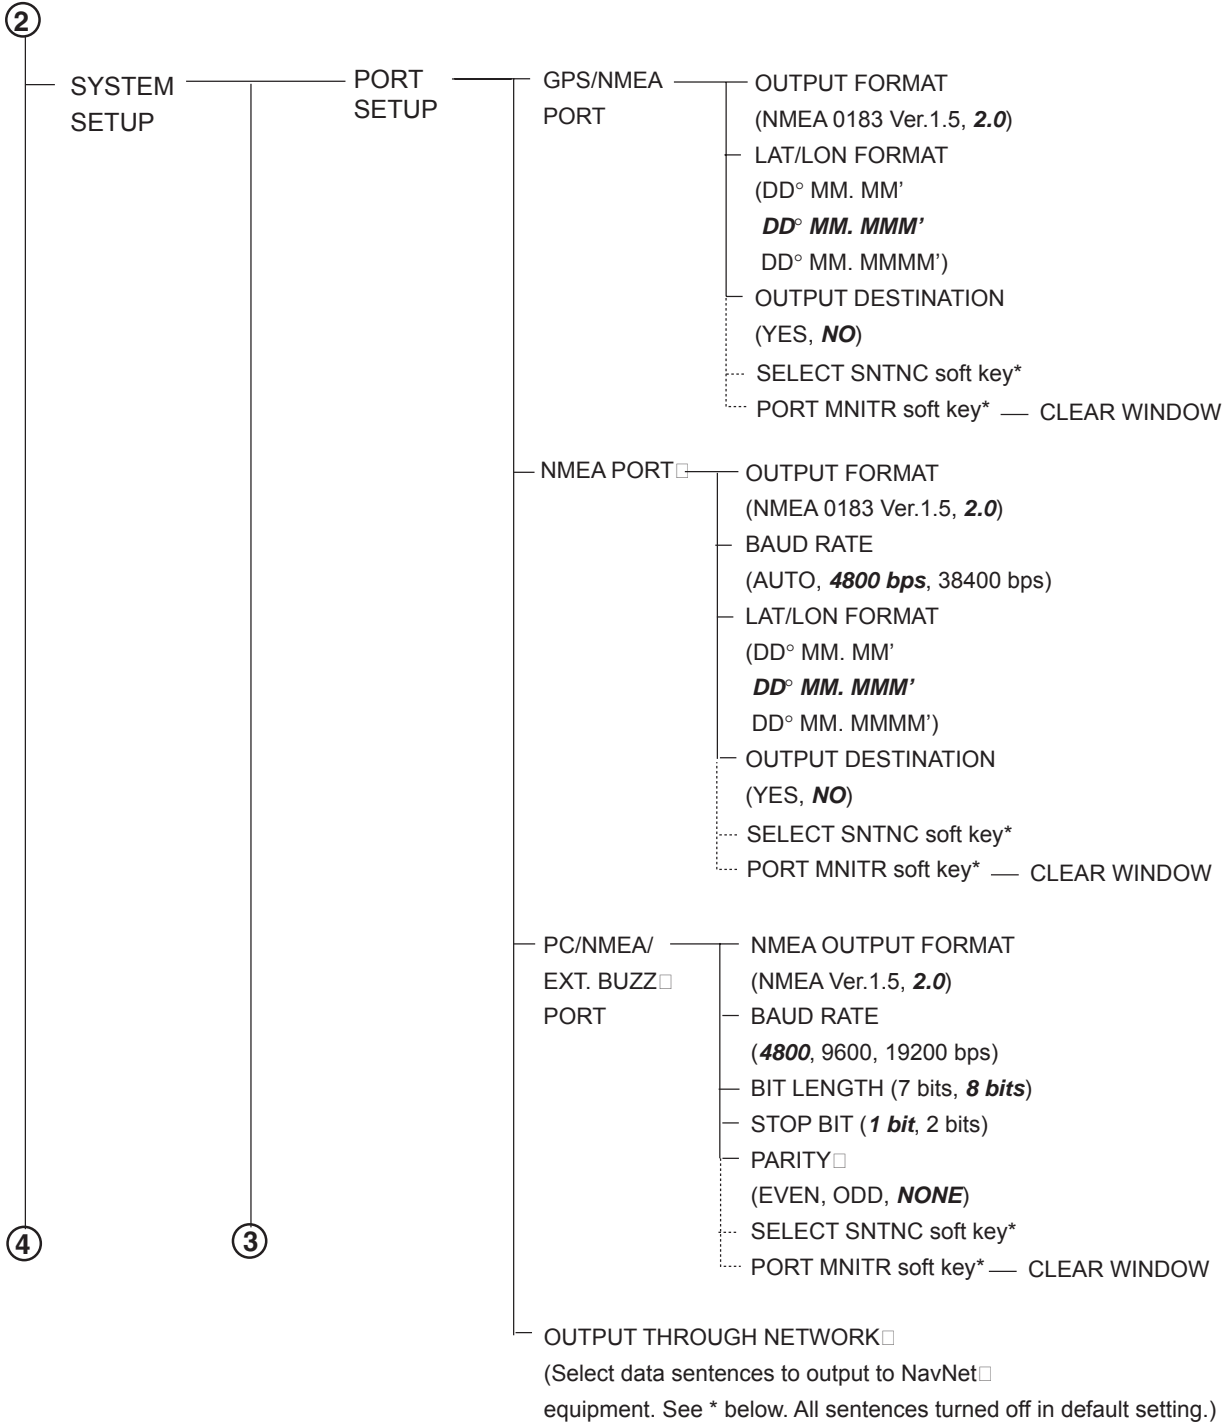 2
SYSTEM
SETUP
PORT
SETUP
GPS/NMEA
PORT
OUTPUT FORMAT
(NMEA 0183 Ver.1.5, 2.0)
LAT/LON FORMAT
(DD° MM. MM’
DD° MM. MMM’
DD° MM. MMMM’)
OUTPUT DESTINATION
(YES, NO)
SELECT SNTNC soft key*
PORT MNITR soft key*
CLEAR WINDOW
NMEA PORT□
OUTPUT FORMAT
(NMEA 0183 Ver.1.5, 2.0)
BAUD RATE
(AUTO, 4800 bps, 38400 bps)
LAT/LON FORMAT
(DD° MM. MM’
DD° MM. MMM’
DD° MM. MMMM’)
OUTPUT DESTINATION
(YES, NO)
SELECT SNTNC soft key*
PORT MNITR soft key*
CLEAR WINDOW
PC/NMEA/
EXT. BUZZ□
PORT
NMEA OUTPUT FORMAT
(NMEA Ver.1.5, 2.0)
BAUD RATE
(4800, 9600, 19200 bps)
BIT LENGTH (7 bits, 8 bits)
STOP BIT (1 bit, 2 bits)
PARITY□
(EVEN, ODD, NONE)
SELECT SNTNC soft key*
PORT MNITR soft key*
CLEAR WINDOW
4
3
OUTPUT THROUGH NETWORK□
(Select data sentences to output to NavNet□
equipment. See * below. All sentences turned off in default setting.)